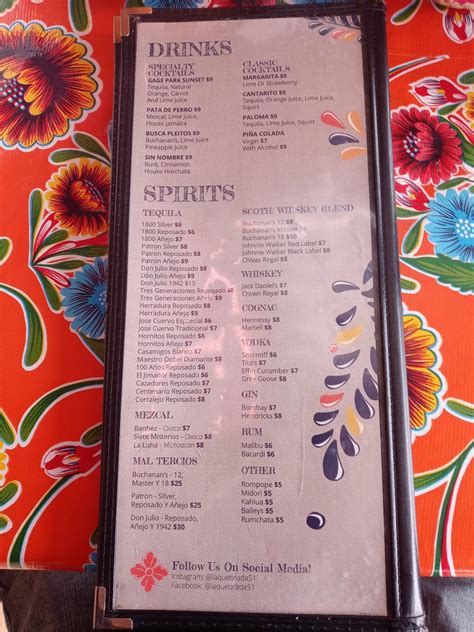 DRINKS
SPECIALTY
COCKTAILS
GAGE PARK SUNSET $9
Tequila, Natural
Orange, Carrot
And Lime Juice
PATA DE PERRO $9
Mezcal, Lime Juice,
House Jamaica
BUSCA PLEITOS $9
Buchanan's, Lime Juice
Pineapple Juice
SIN NOMBRE $9
Rum, Cinnamon,
House Horchata
CLASSIC
COCKTAILS
MARGARITA $9
Lime Or Strawberry
CANTARITO $9
Tequila, Orange Juice, Lime Juice,
Squirt
PALOMA $9
Tequila, Lime Juice, Squirt
PIÑA COLADA
Virgin $7
With Alcohol $9
SPIRITS
TEQUILA
1800 Silver $6
1800 Reposado $6
1800 Añejo $7
Patron Silver $8
Patron Reposado $8
Patron Añejo $9
Don Julio Reposado $8
Don Julio Añejo $9
Don Julio 1942 $15
Tres Generaciones Reposado $8
Tres Generaciones Añejo $9
Herradura Reposado $8
Herradura Añejo $9
Jose Cuervo Especial $6
Jose Cuervo Tradicional $7
Hornitos Reposado $6
Hornitos Añejo $7
Casamigos Blanco $7
Maestro Dobel Diamante $8
100 Años Reposado $6
El Jimador Reposado $6
Cazadores Reposado $7
Centenario Reposado $7
Corralejo Reposado $8
MEZCAL
Banhez - Oaxaca $7
Siete Misterios - Oaxaca $8
La Luna - Michoacan $8
MAL TERCIOS
Buchanan's - 12,
Master Y 18 $25
Patron - Silver,
Reposado Y Añejo $25
Don Julio - Reposado,
Añejo Y 1942 $30
SCOTH/ WHISKEY BLEND
Buchanan's 12 $8
Buchanan's Master $9
Buchanan's 18 $10
Johnnie Walker Red Label $7
Johnnie Walker Black Label $8
Chivas Regal $8
WHISKEY
Jack Daniel's $7
Crown Royal $8
COGNAC
Hennessy $8
Martell $8
VODKA
Smirnoff $6
Tito's $7
Effin Cucumber $7
Grey Goose $8
GIN
Bombay $7
Hendricks $8
RUM
Malibu $6
Bacardi $6
OTHER
Rompope $5
Midori $5
Kahlua $5
Baileys $5
Rumchata $5
Follow Us On Social Media!
Instagram: @laquebrada51
Facebook: @laquebrada51